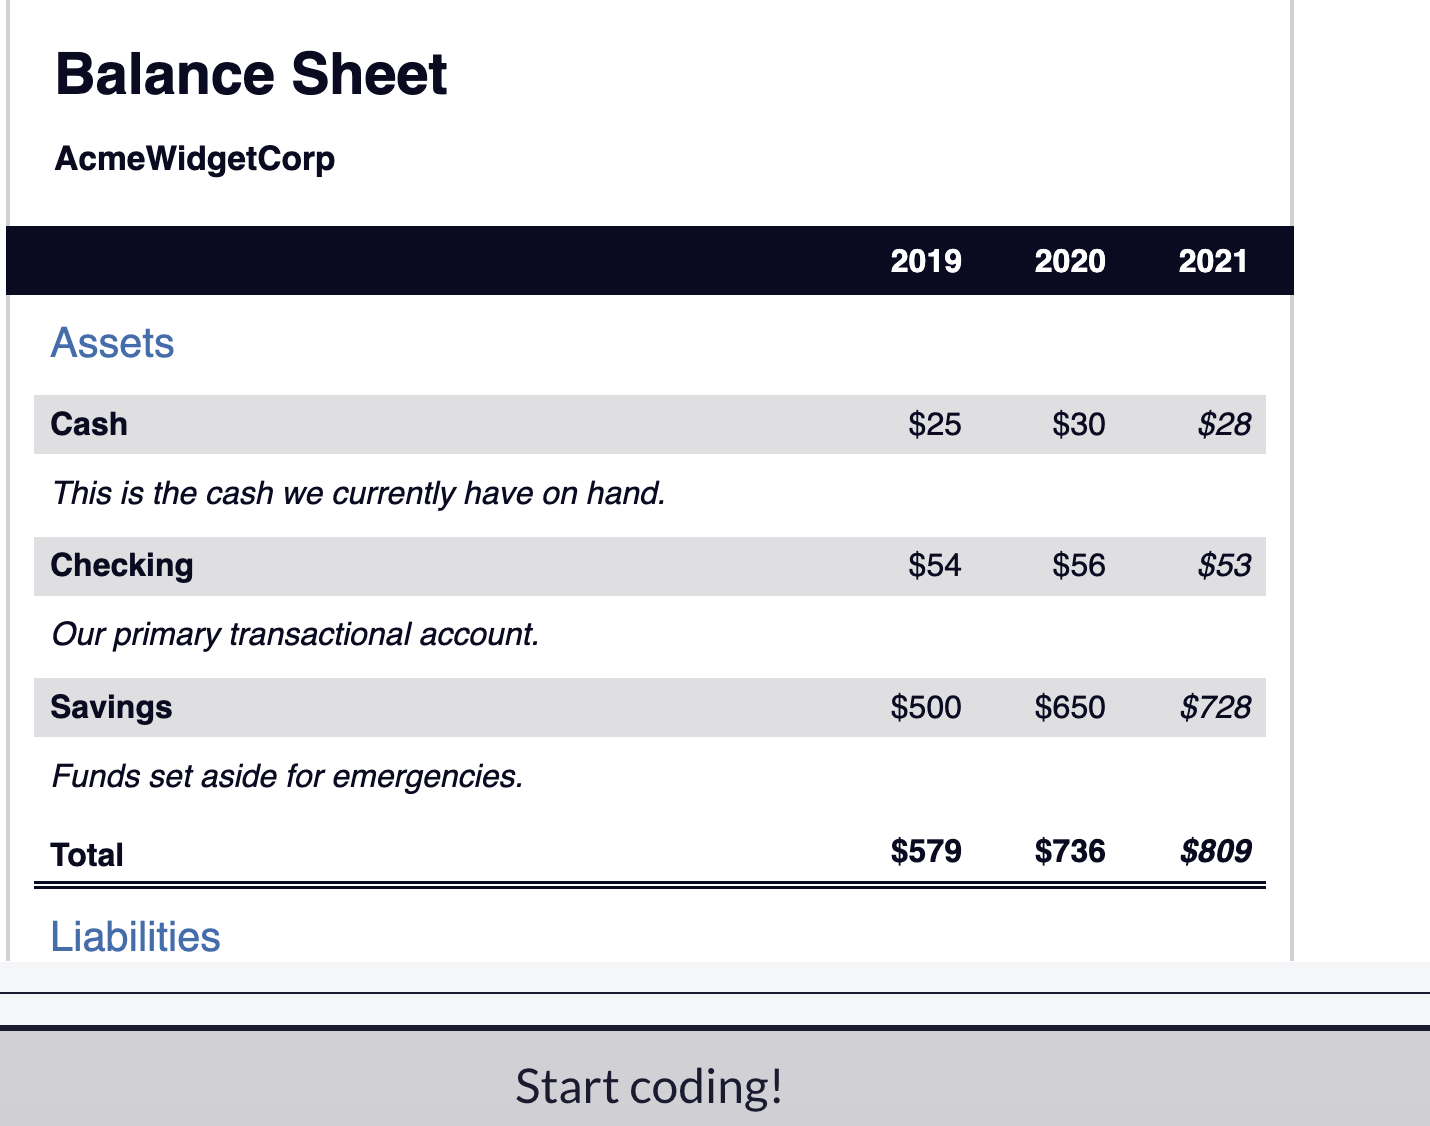 Balance Sheet
AcmeWidgetCorp
2019 2020 2021
Assets
Cash $25 $30 $28
This is the cash we currently have on hand.
Checking $54 $56 $53
Our primary transactional account.
Savings $500 $650 $728
Funds set aside for emergencies.
Total $579 $736 $809
Liabilities
Start coding!